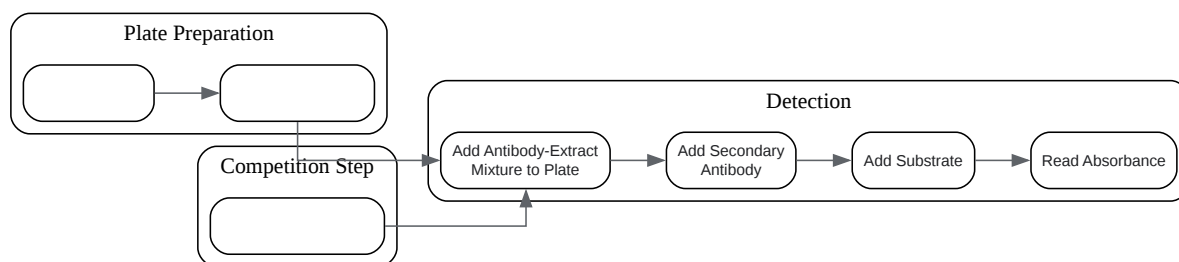 Plate Preparation
Detection
Add Antibody-Extract
Mixture to Plate
Add Secondary
Antibody
Add Substrate
Read Absorbance
Competition Step